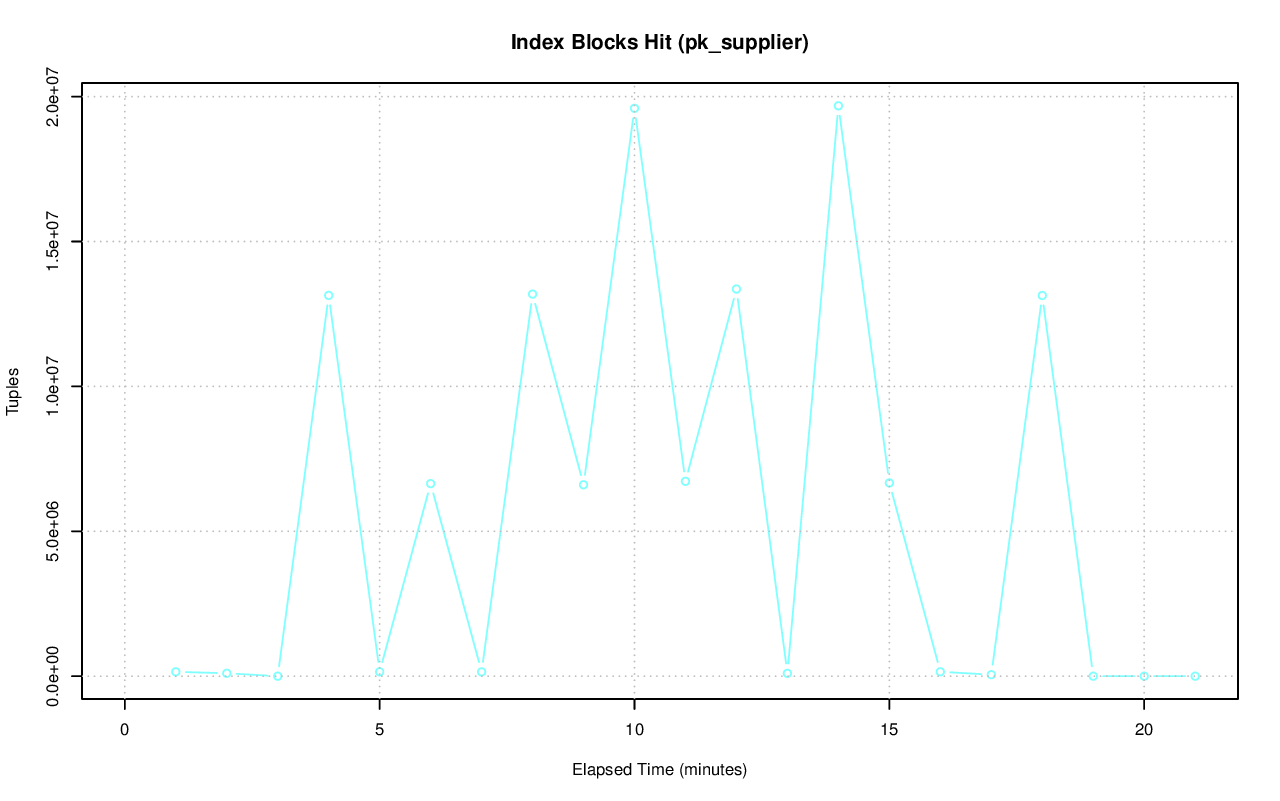 Index Blocks Hit (pk_supplier)
2.0e+07
1.5e+07
1.0e+07
5.0e+06
0.0e+00
Tuples
0 5 10 15 20
Elapsed Time (minutes)